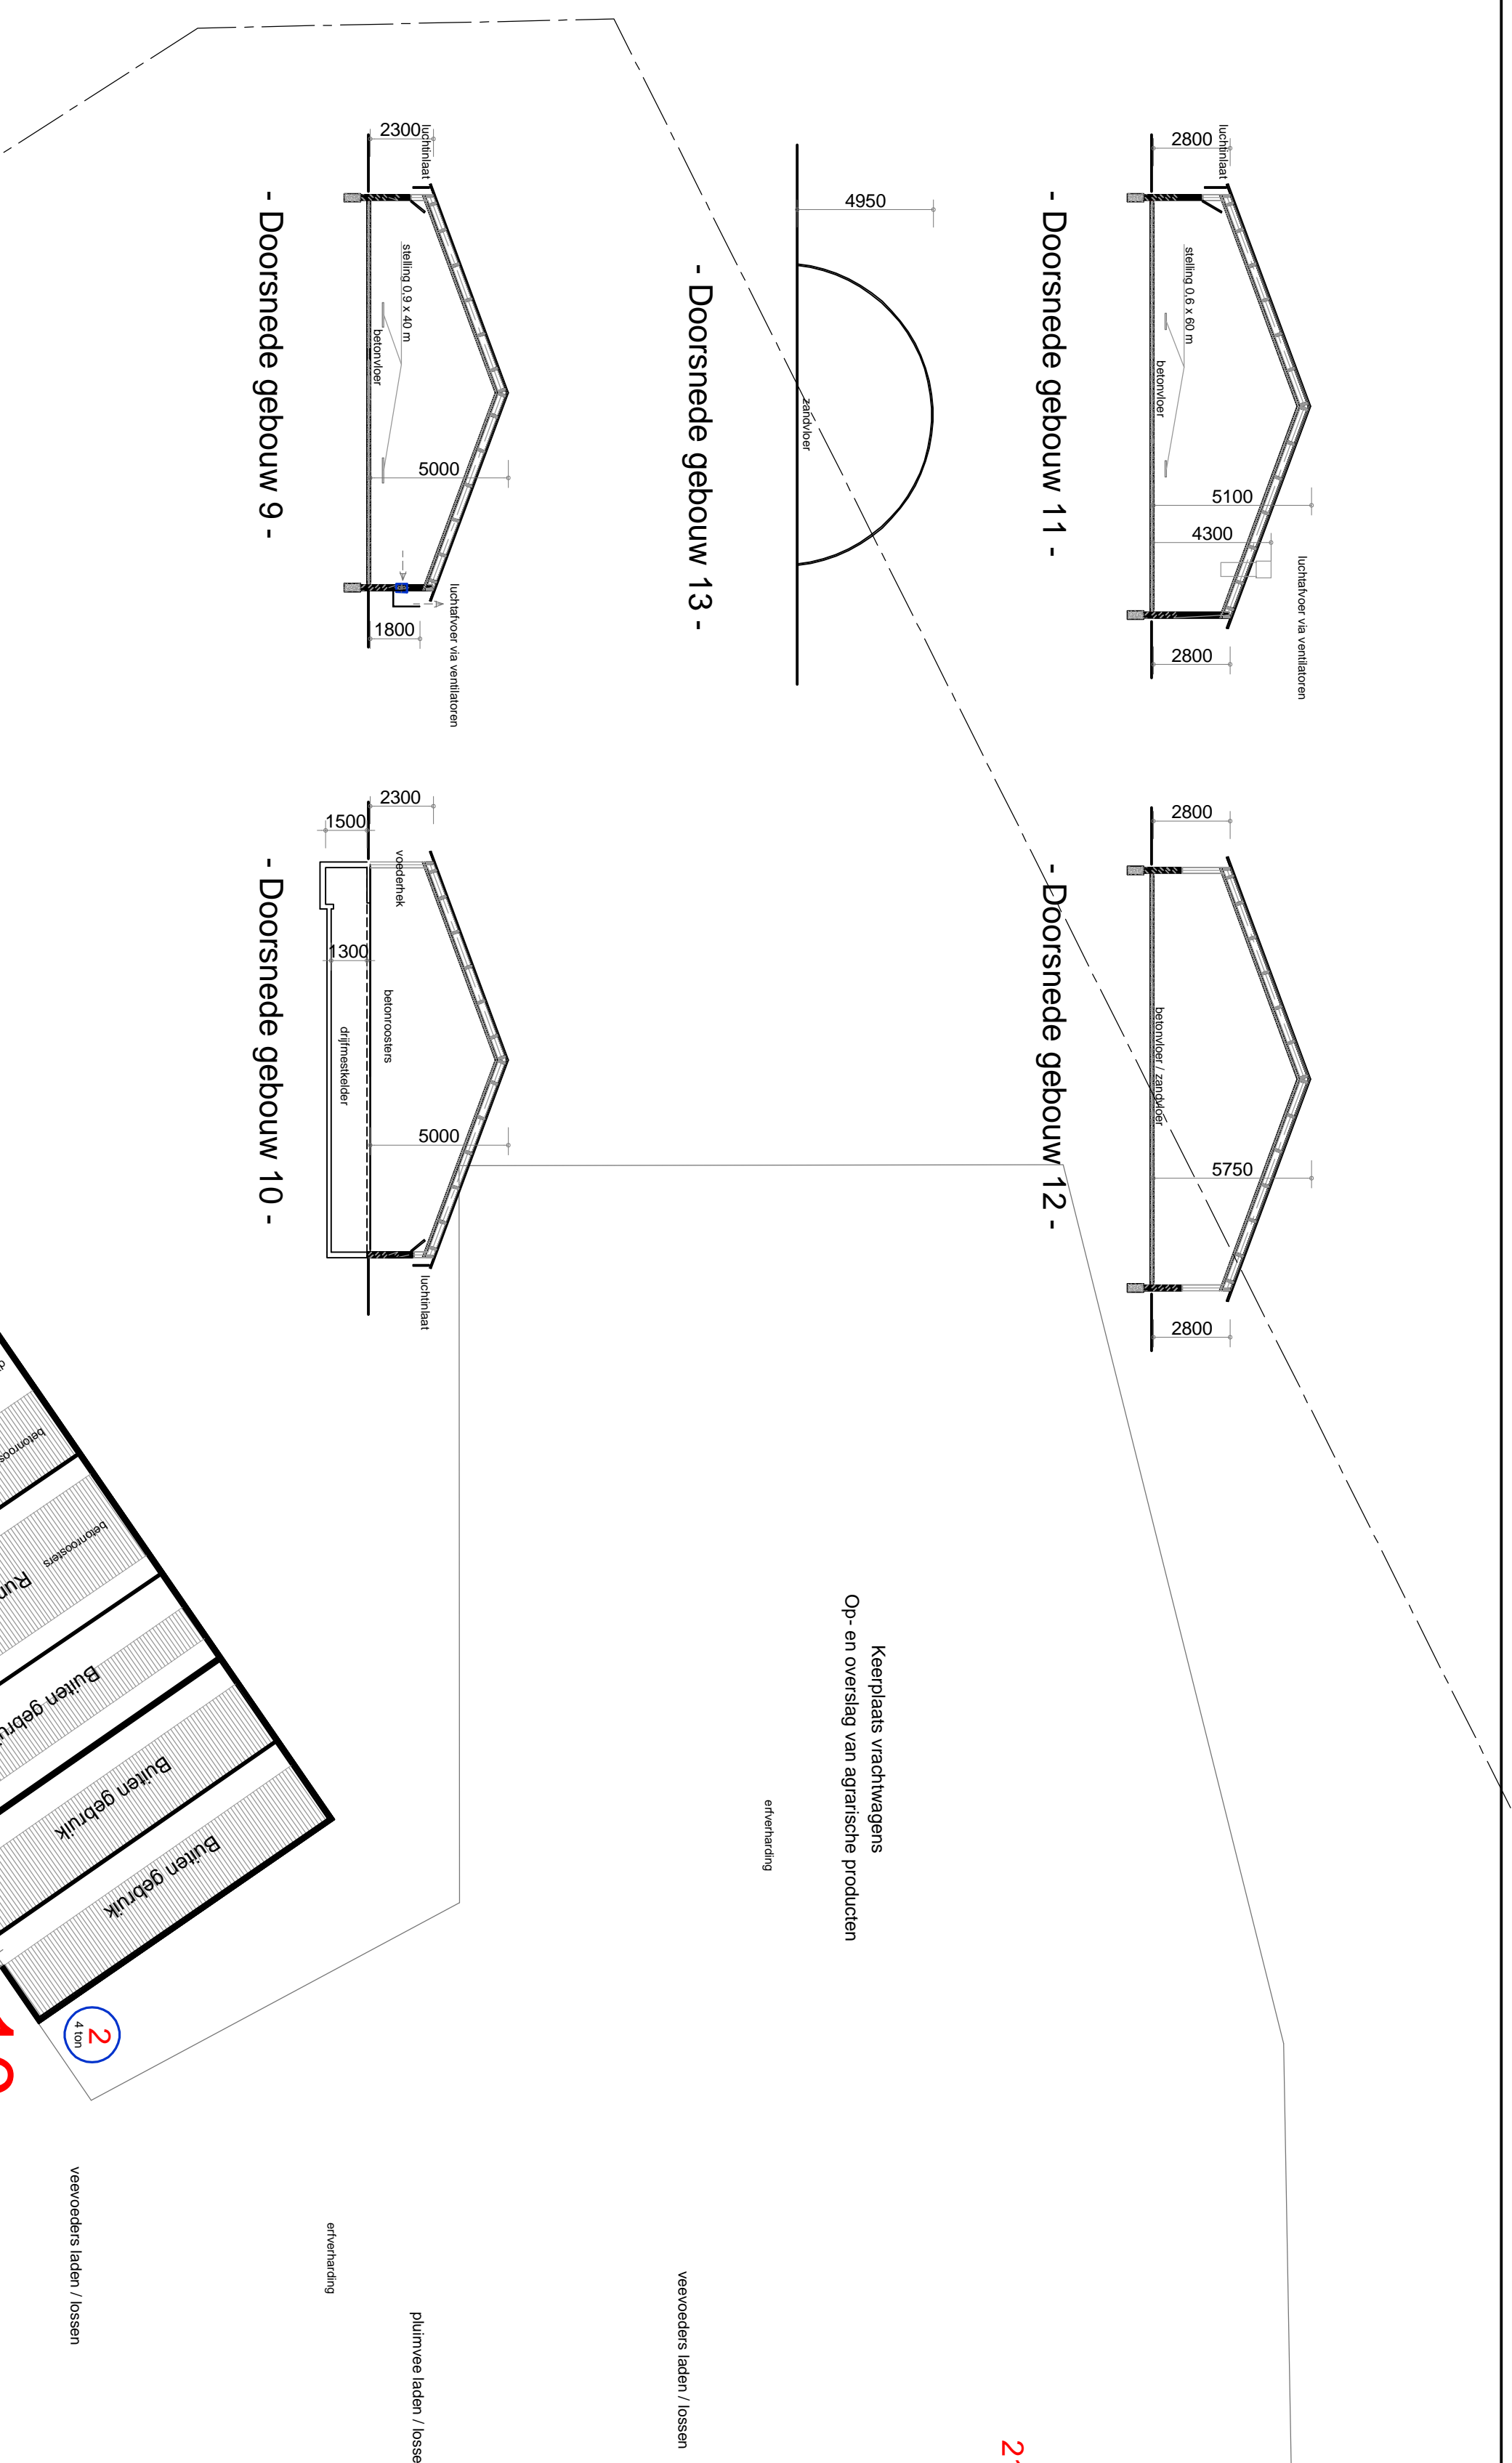 2800
luchtinlaat
stelling 0,6 x 60 m
betonvloer
5100
4300
luchtafvoer via ventilatoren
2800
- Doorsnede gebouw 11 -
2800
betonvloer / zandvloer
5750
2800
- Doorsnede gebouw 12 -
4950
zandvloer
- Doorsnede gebouw 13 -
2300
luchtinlaat
stelling 0,9 x 40 m
betonvloer
5000
luchtafvoer via ventilatoren
1800
- Doorsnede gebouw 9 -
2300
1500
voederhek
1300
betonroosters
drijfmestkelder
5000
luchtinlaat
- Doorsnede gebouw 10 -
Keerplaats vrachtwagens
Op- en overslag van agrarische producten
erfverharding
veevoeders laden / lossen
pluimvee laden / losse
erfverharding
veevoeders laden / lossen
betonroosters
Buiten gebruik
Buiten gebruik
2
4 ton